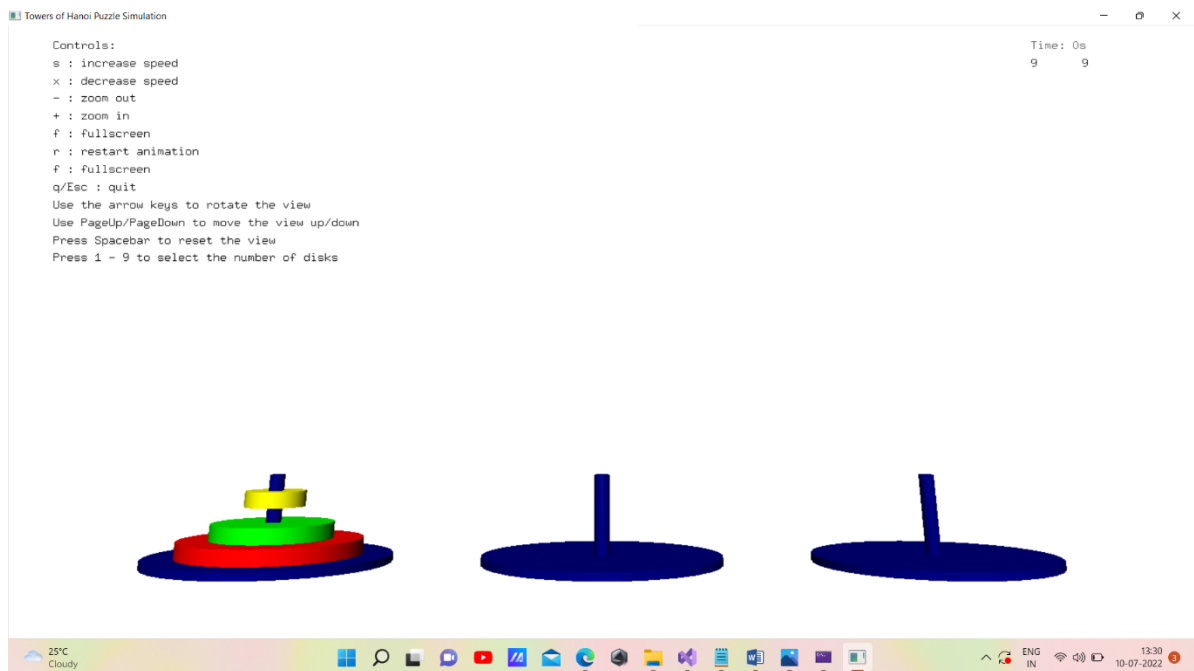 Towers of Hanoi Puzzle Simulation
Controls:
s : increase speed
x : decrease speed
- : zoom out
+ : zoom in
f : fullscreen
r : restart animation
f : fullscreen
q/Esc : quit
Use the arrow keys to rotate the view
Use PageUp/PageDown to move the view up/down
Press Spacebar to reset the view
Press 1 - 9 to select the number of disks
Time: 0s
9 9
25°C
Cloudy
ENG
IN
13:30
10-07-2022
3